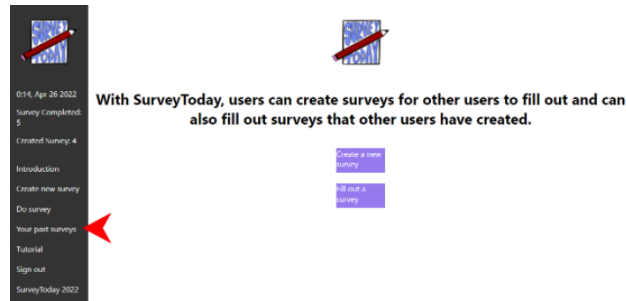 SURVEY
TODAY
0:14, Apr 26 2022
Survey Completed:
5
Created Survey: 4
Introduction
Create new survey
Do survey
Your past surveys
Tutorial
Sign out
SurveyToday 2022
SURVEY
TODAY
With SurveyToday, users can create surveys for other users to fill out and can
also fill out surveys that other users have created.
Create a new
survey
Fill out a
survey